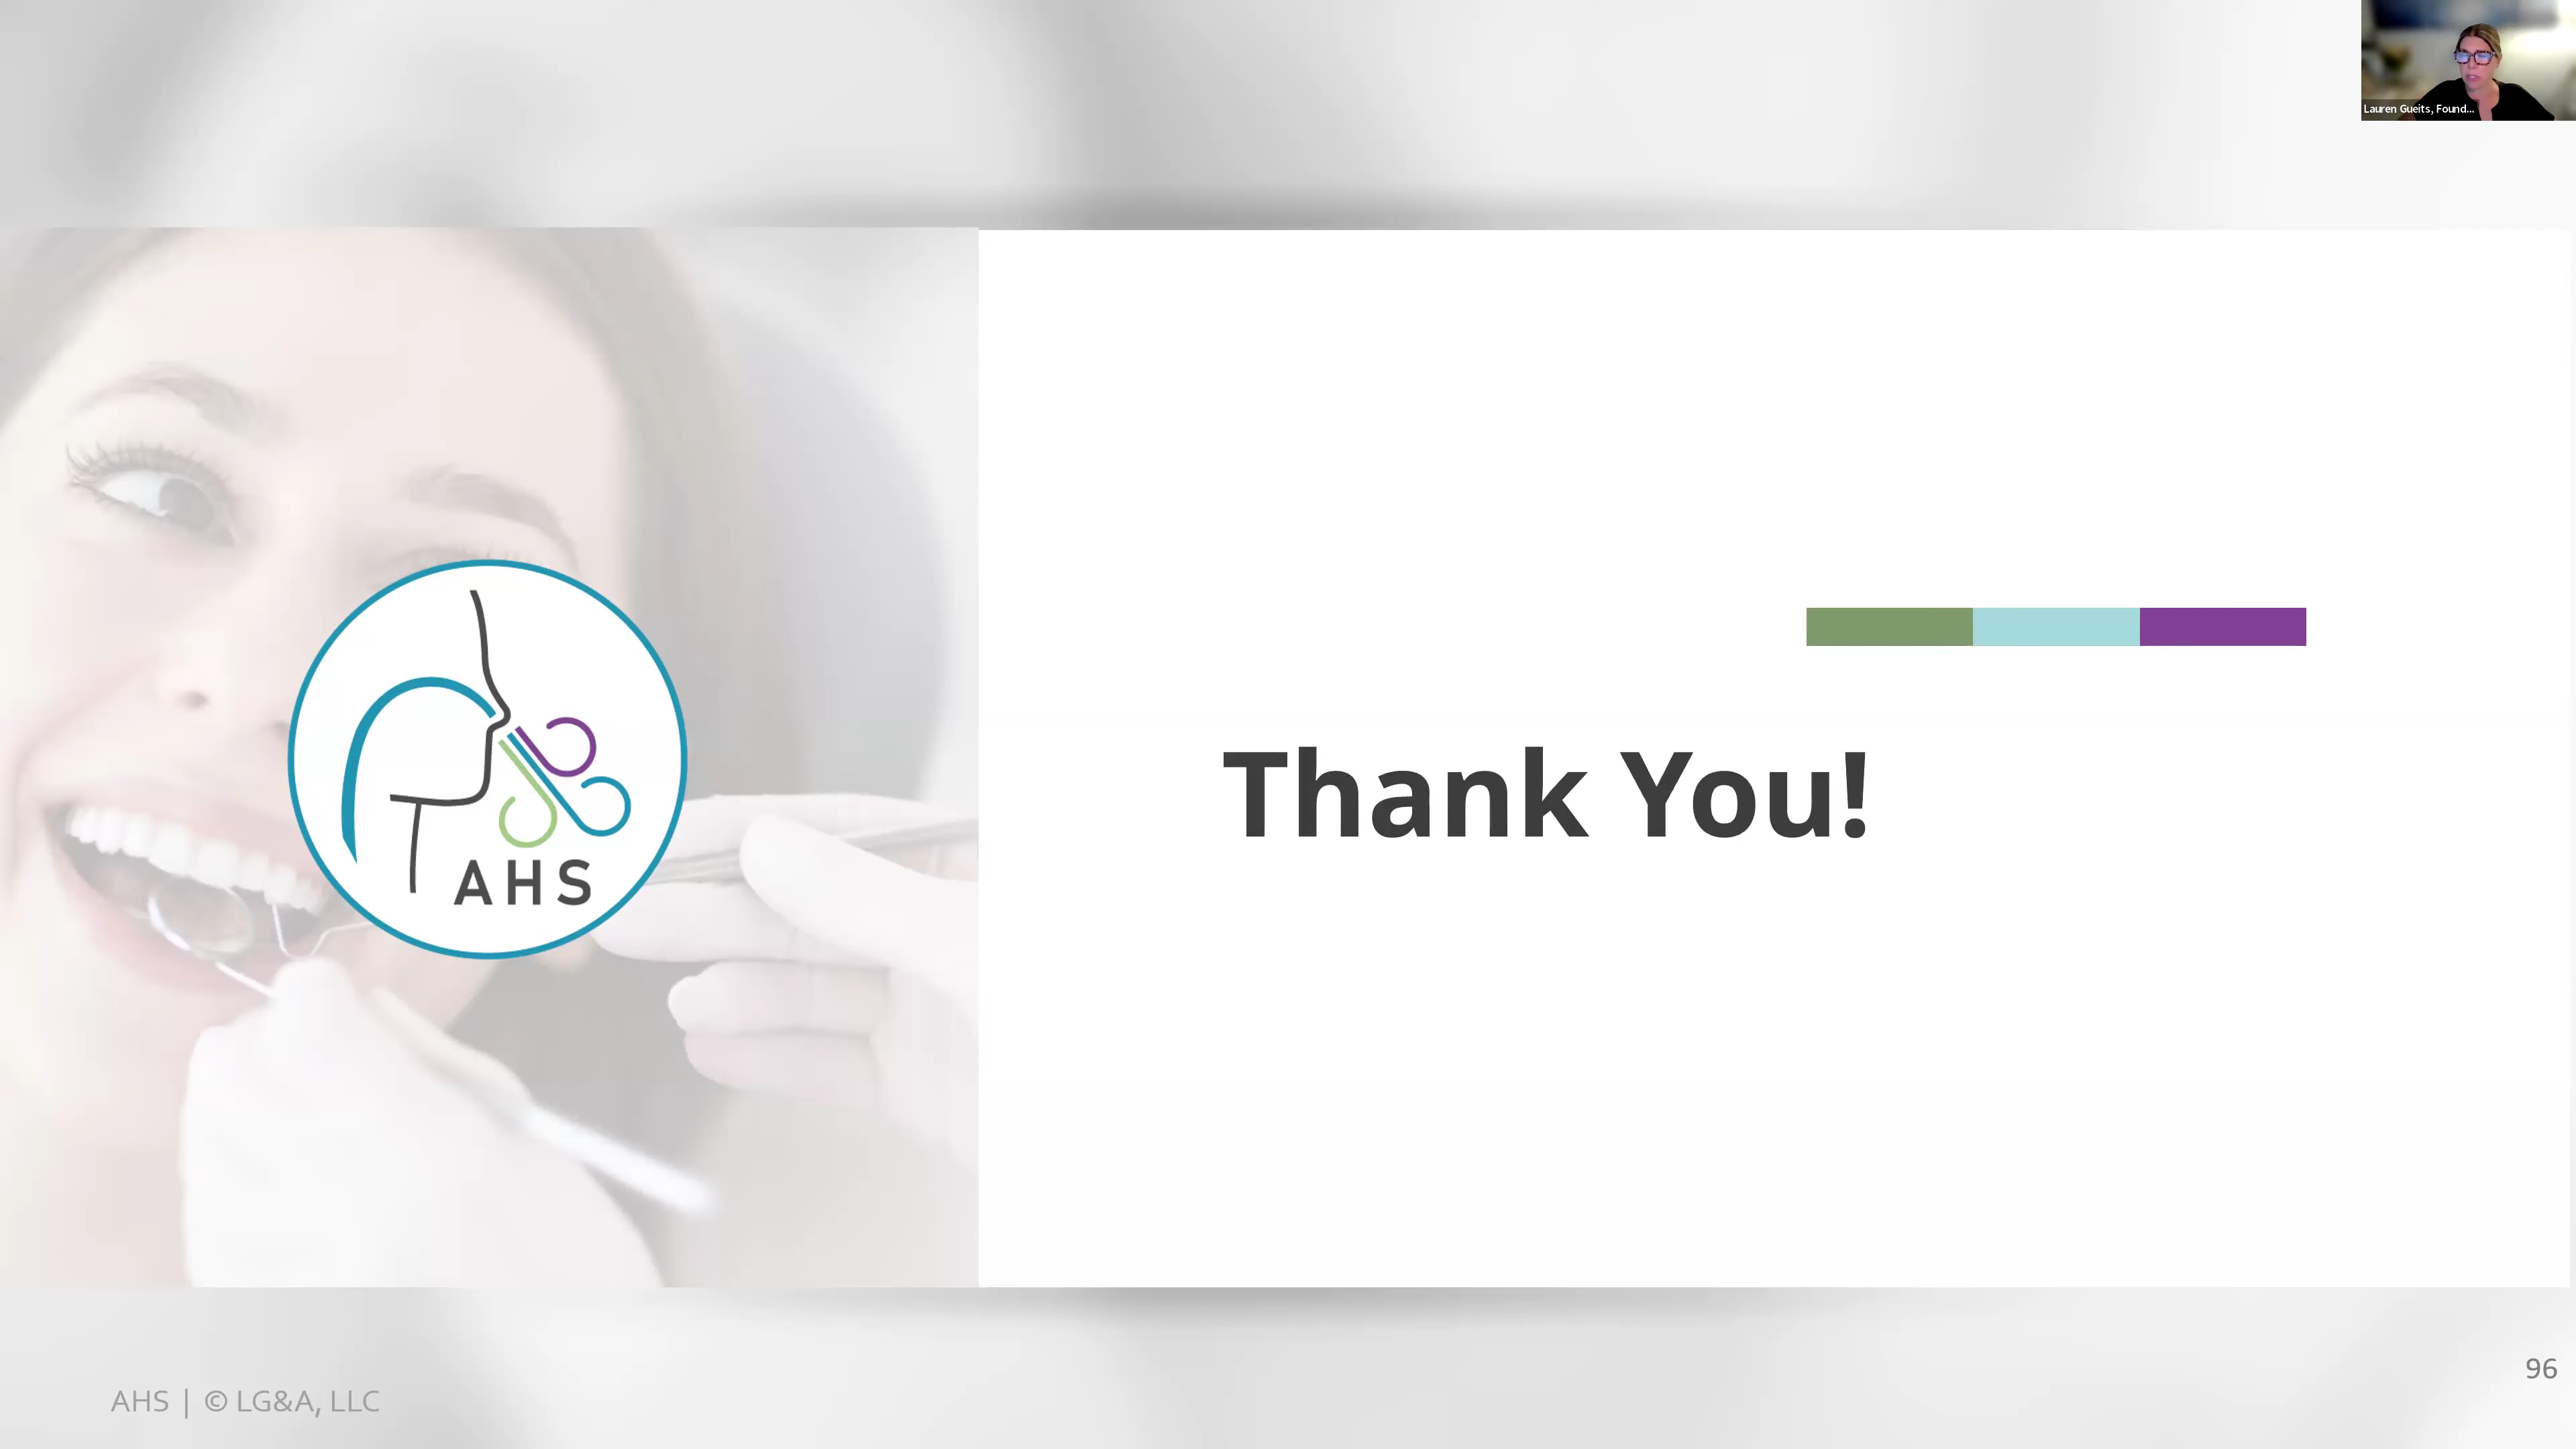 Lauren Gueits, Found...
AHS
Thank You!
96
AHS | © LG&A, LLC